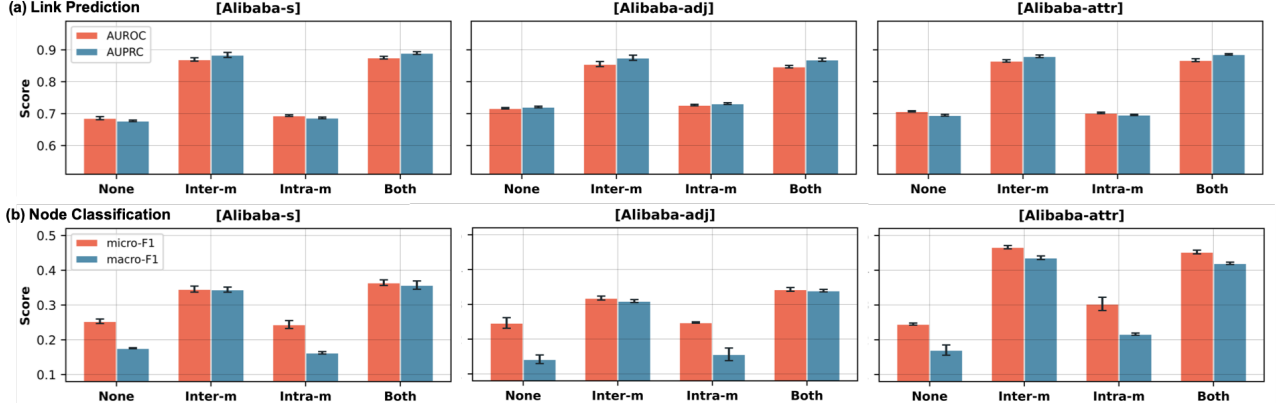 (a) Link Prediction
[Alibaba-s]
[Alibaba-adj]
[Alibaba-attr]
AUROC
AUPRC
Score
0.9
0.8
0.7
0.6
None Inter-m Intra-m Both
None Inter-m Intra-m Both
None Inter-m Intra-m Both
(b) Node Classification
[Alibaba-s]
[Alibaba-adj]
[Alibaba-attr]
micro-F1
macro-F1
Score
0.5
0.4
0.3
0.2
0.1
None Inter-m Intra-m Both
None Inter-m Intra-m Both
None Inter-m Intra-m Both